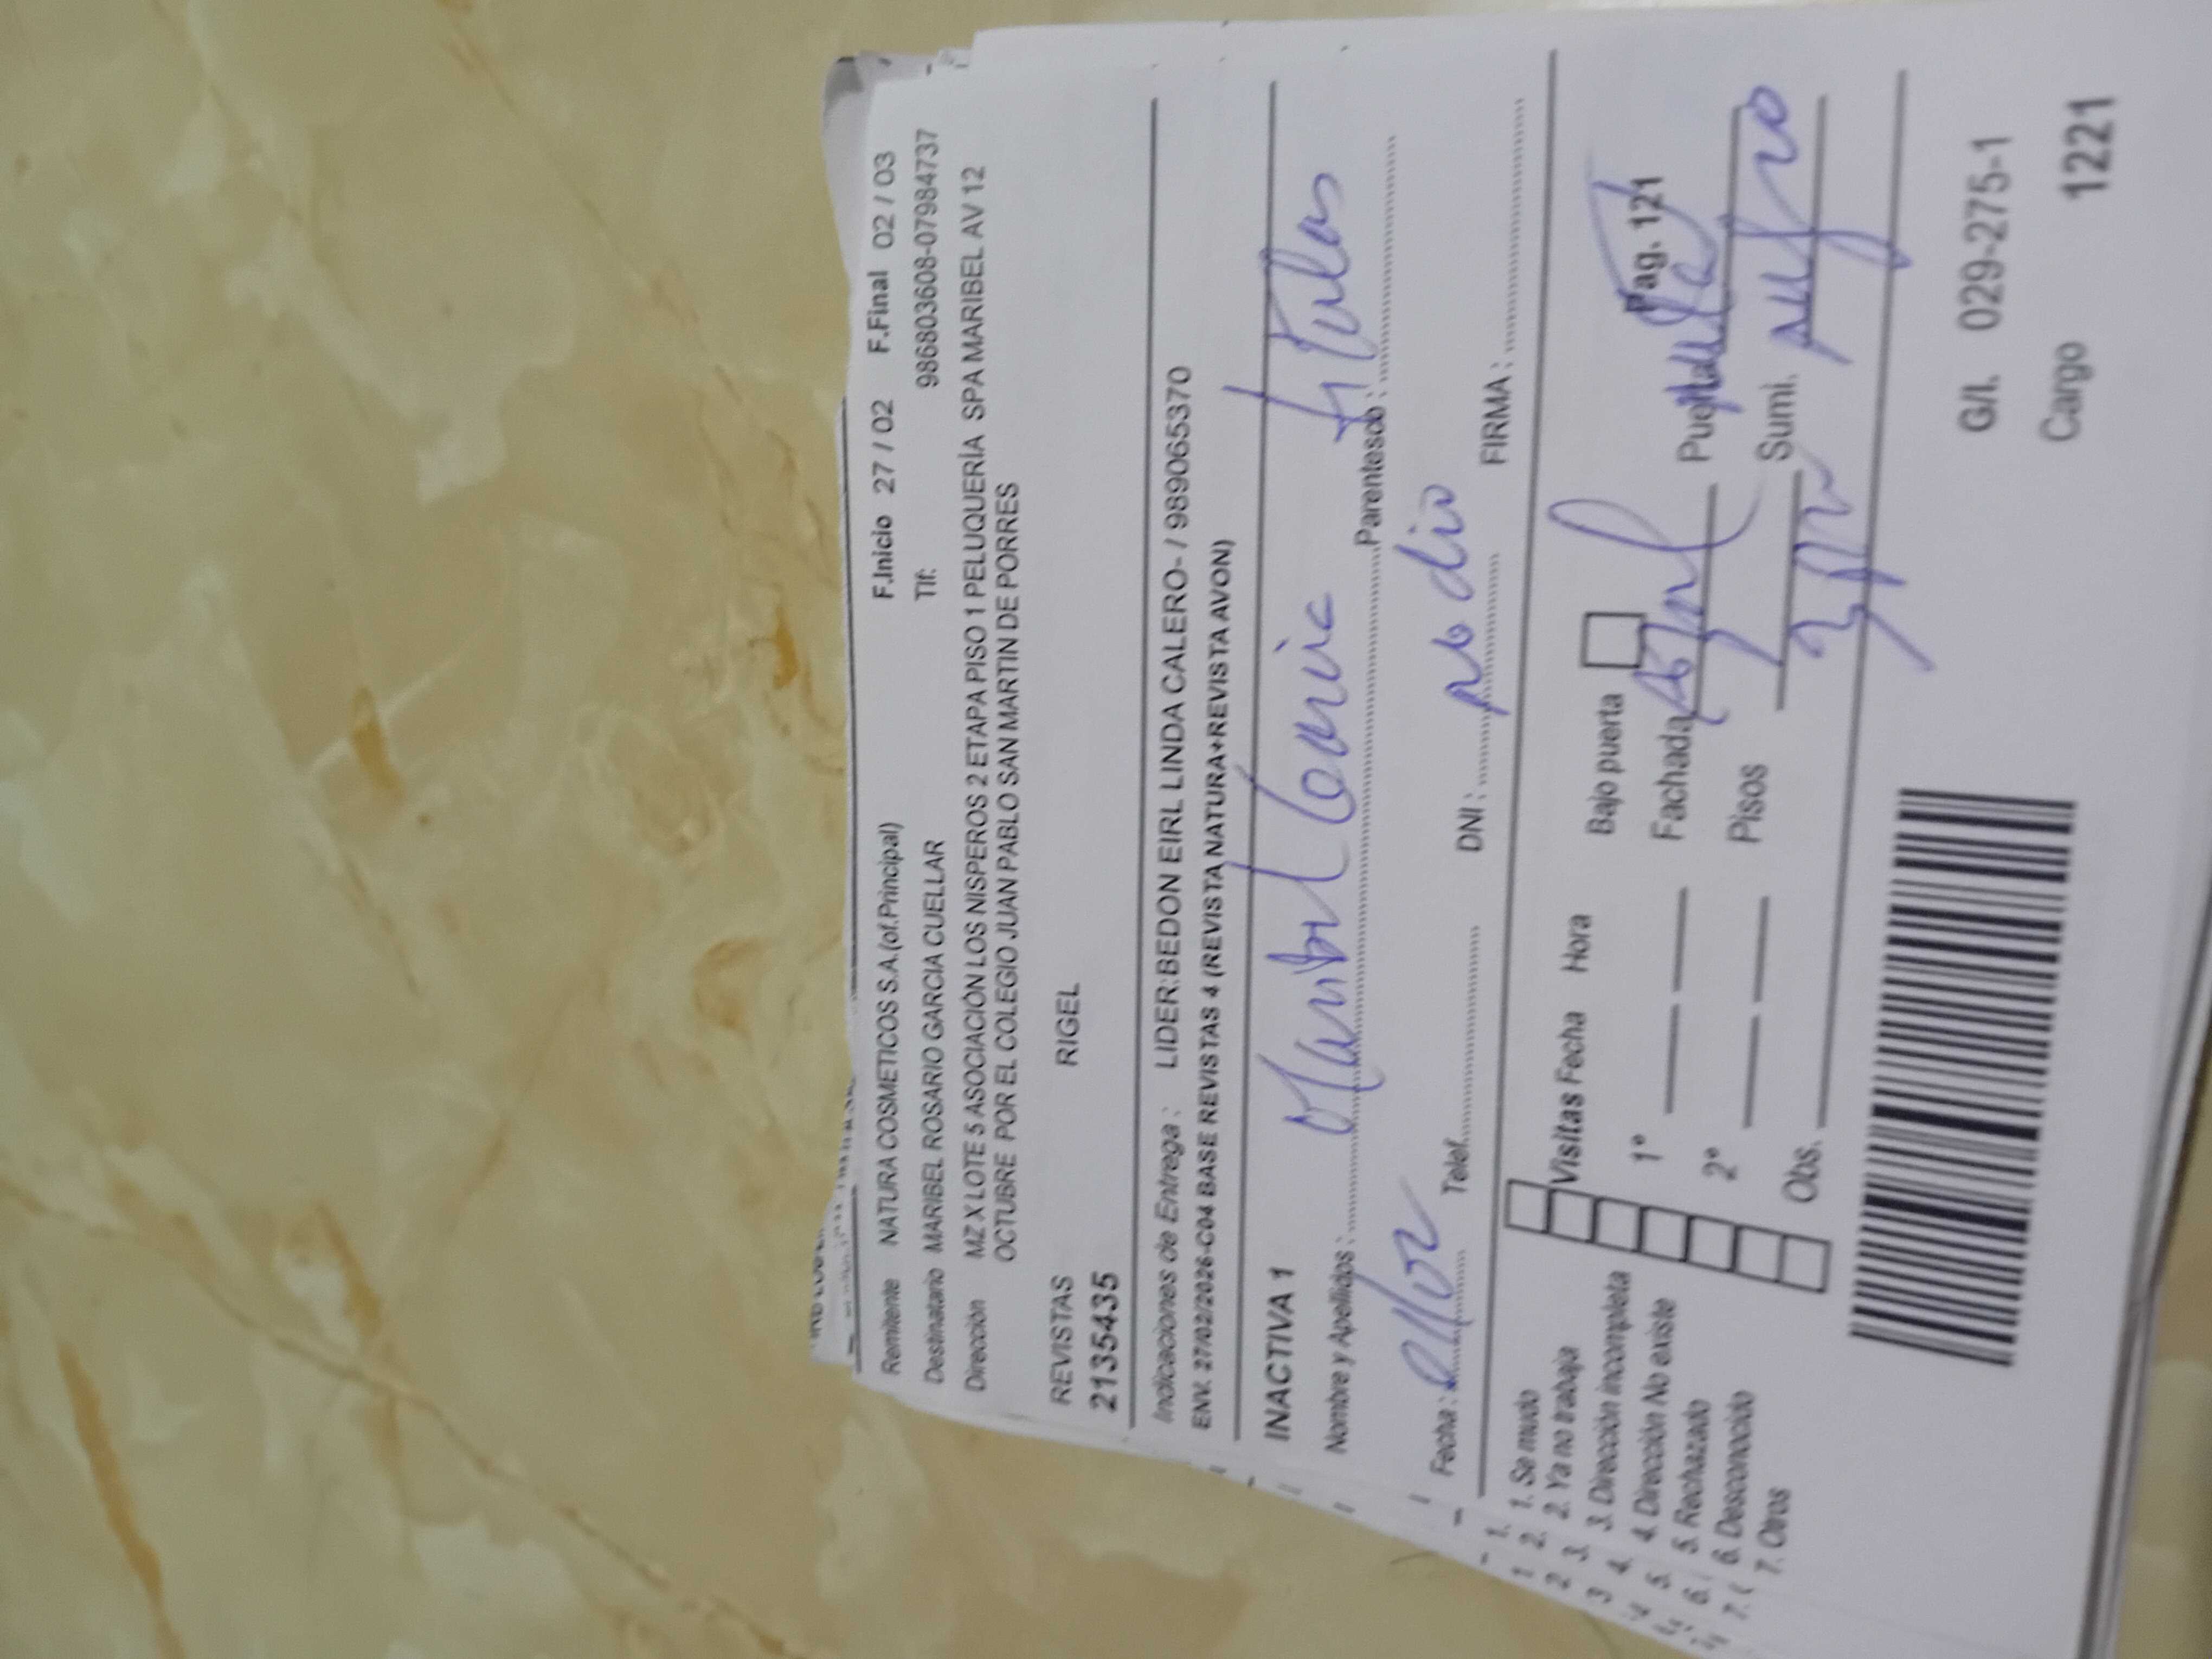 Remitente NATURA COSMETICOS S.A.(of.Principal) F.Inicio 27 / 02 F.Final 02 / 03
Destinatario MARIBEL ROSARIO GARCIA CUELLAR Tlf: 986803608-079984737
Dirección MZ X LOTE 5 ASOCIACIÓN LOS NISPEROS 2 ETAPA PISO 1 PELUQUERÍA SPA MARIBEL AV 12
OCTUBRE POR EL COLEGIO JUAN PABLO SAN MARTIN DE PORRES
REVISTAS RIGEL
21354435
Indicaciones de Entrega : LIDER:BEDON EIRL LINDA CALERO- / 989065370
ENV. 27/02/2026-C04 BASE REVISTAS 4 (REVISTA NATURA+REVISTA AVON)
INACTIVA 1
Nombre y Apellidos : Maribel Parentesco : titular
Fecha : Telef. DNI : no dio FIRMA :
1. Se mudo
2. Ya no trabaja
3. Dirección incompleta
4. Dirección No existe
5. Rechazado
6. Desconocido
7. Otros
Visitas Fecha Hora Bajo puerta Pag. 121
1º Fachada
2º Pisos Sumi.
Obs.
G/I. 029-275-1
Cargo 1221